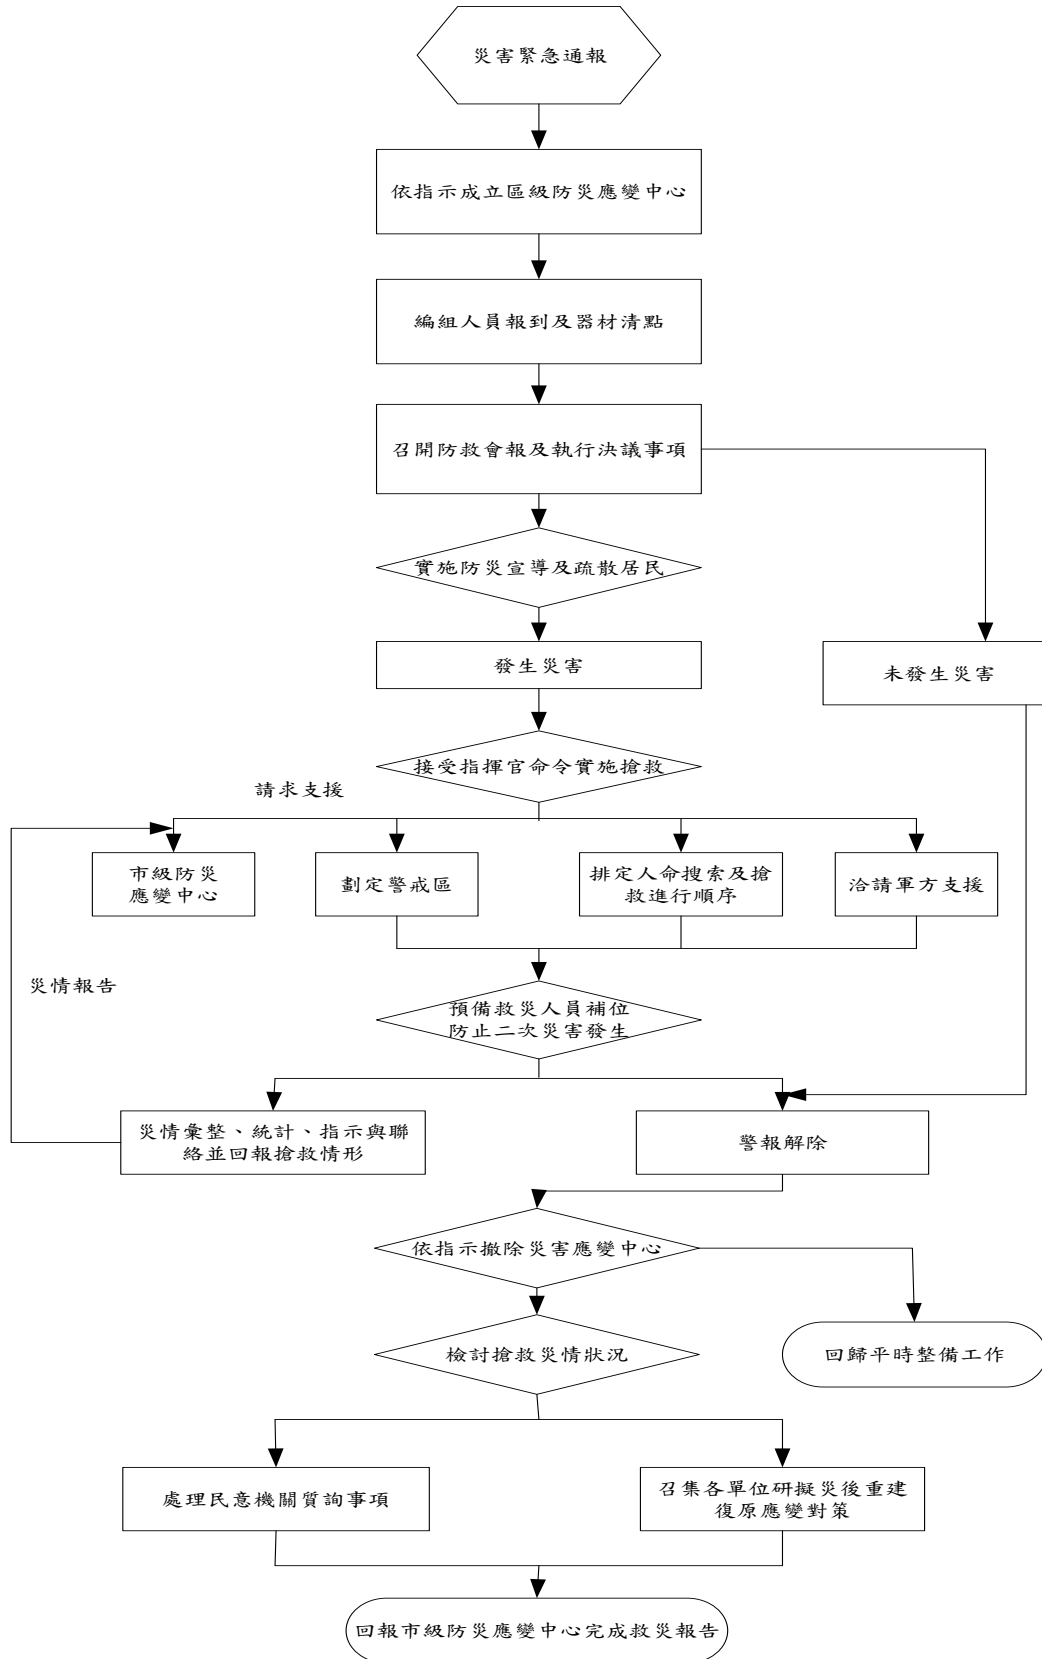 災害緊急通報
依指示成立區級防災應變中心
編組人員報到及器材清點
召開防救會報及執行決議事項
實施防災宣導及疏散居民
發生災害
未發生災害
接受指揮官命令實施搶救
請求支援
市級防災
應變中心
劃定警戒區
排定人命搜索及搶
救進行順序
洽請軍方支援
災情報告
預備救災人員補位
防止二次災害發生
災情彙整、統計、指示與聯
絡並回報搶救情形
警報解除
依指示撤除災害應變中心
檢討搶救災情狀況
回歸平時整備工作
處理民意機關質詢事項
召集各單位研擬災後重建
復原應變對策
回報市級防災應變中心完成救災報告